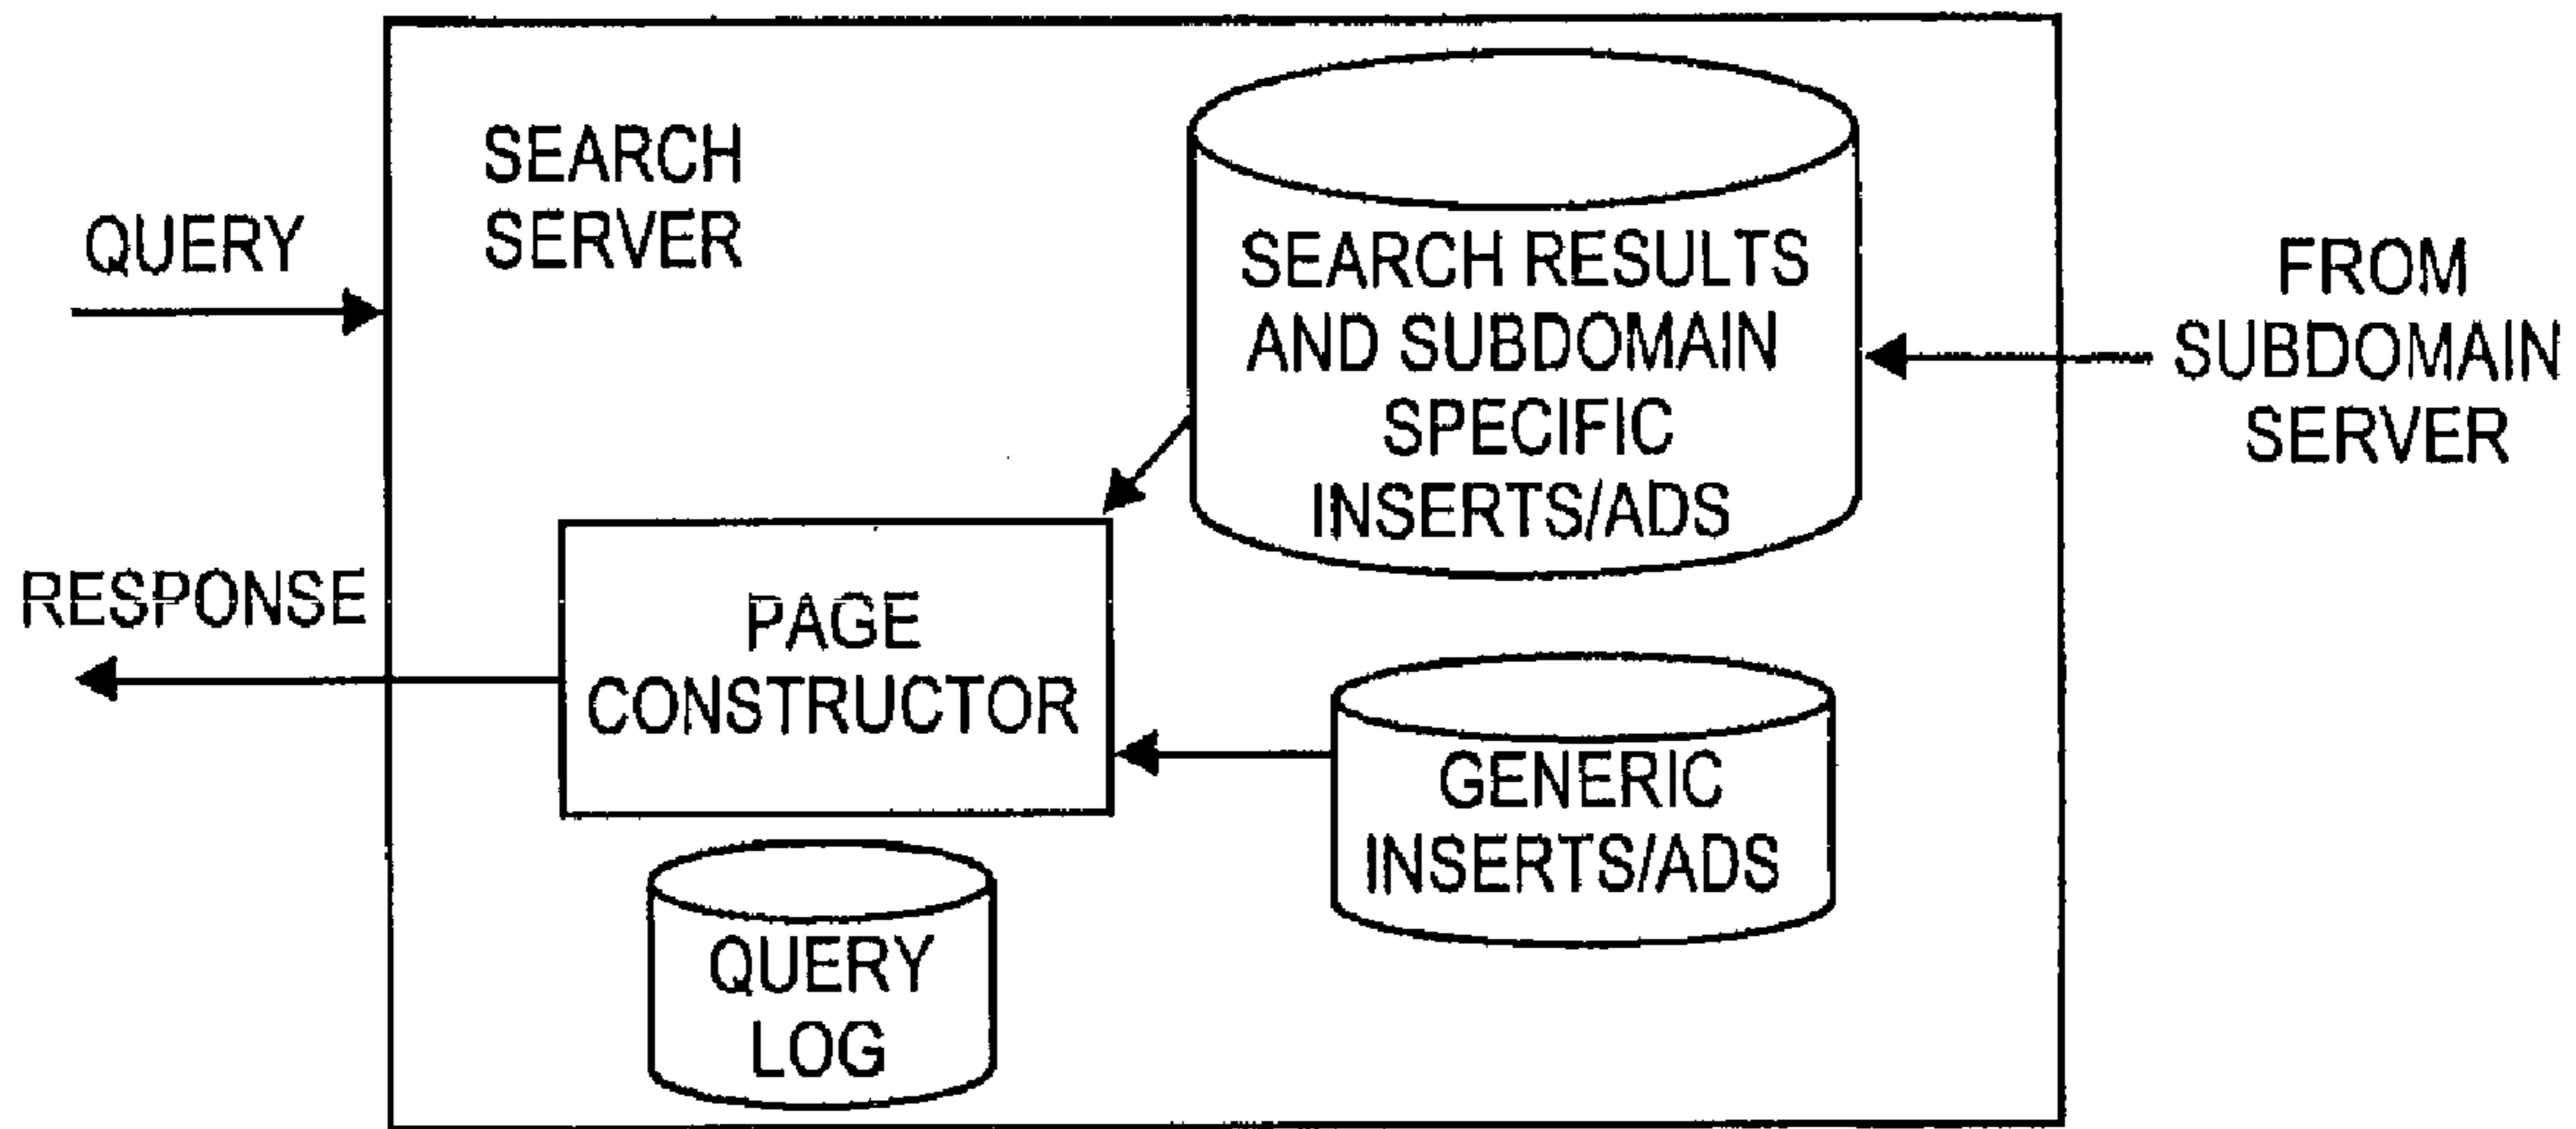 SEARCH
SERVER
QUERY
RESPONSE
SEARCH RESULTS
AND SUBDOMAIN
SPECIFIC
INSERTS/ADS
FROM
SUBDOMAIN
SERVER
PAGE
CONSTRUCTOR
GENERIC
INSERTS/ADS
QUERY
LOG